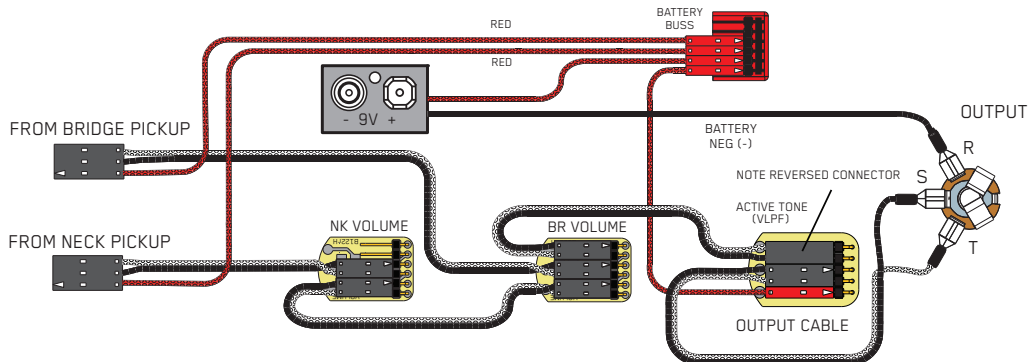 BATTERY
BUSS
RED
RED
- 9V +
FROM BRIDGE PICKUP
BATTERY
NEG (-)
OUTPUT
R
S
T
NOTE REVERSED CONNECTOR
ACTIVE TONE
(VLPF)
NK VOLUME
BR VOLUME
FROM NECK PICKUP
OUTPUT CABLE